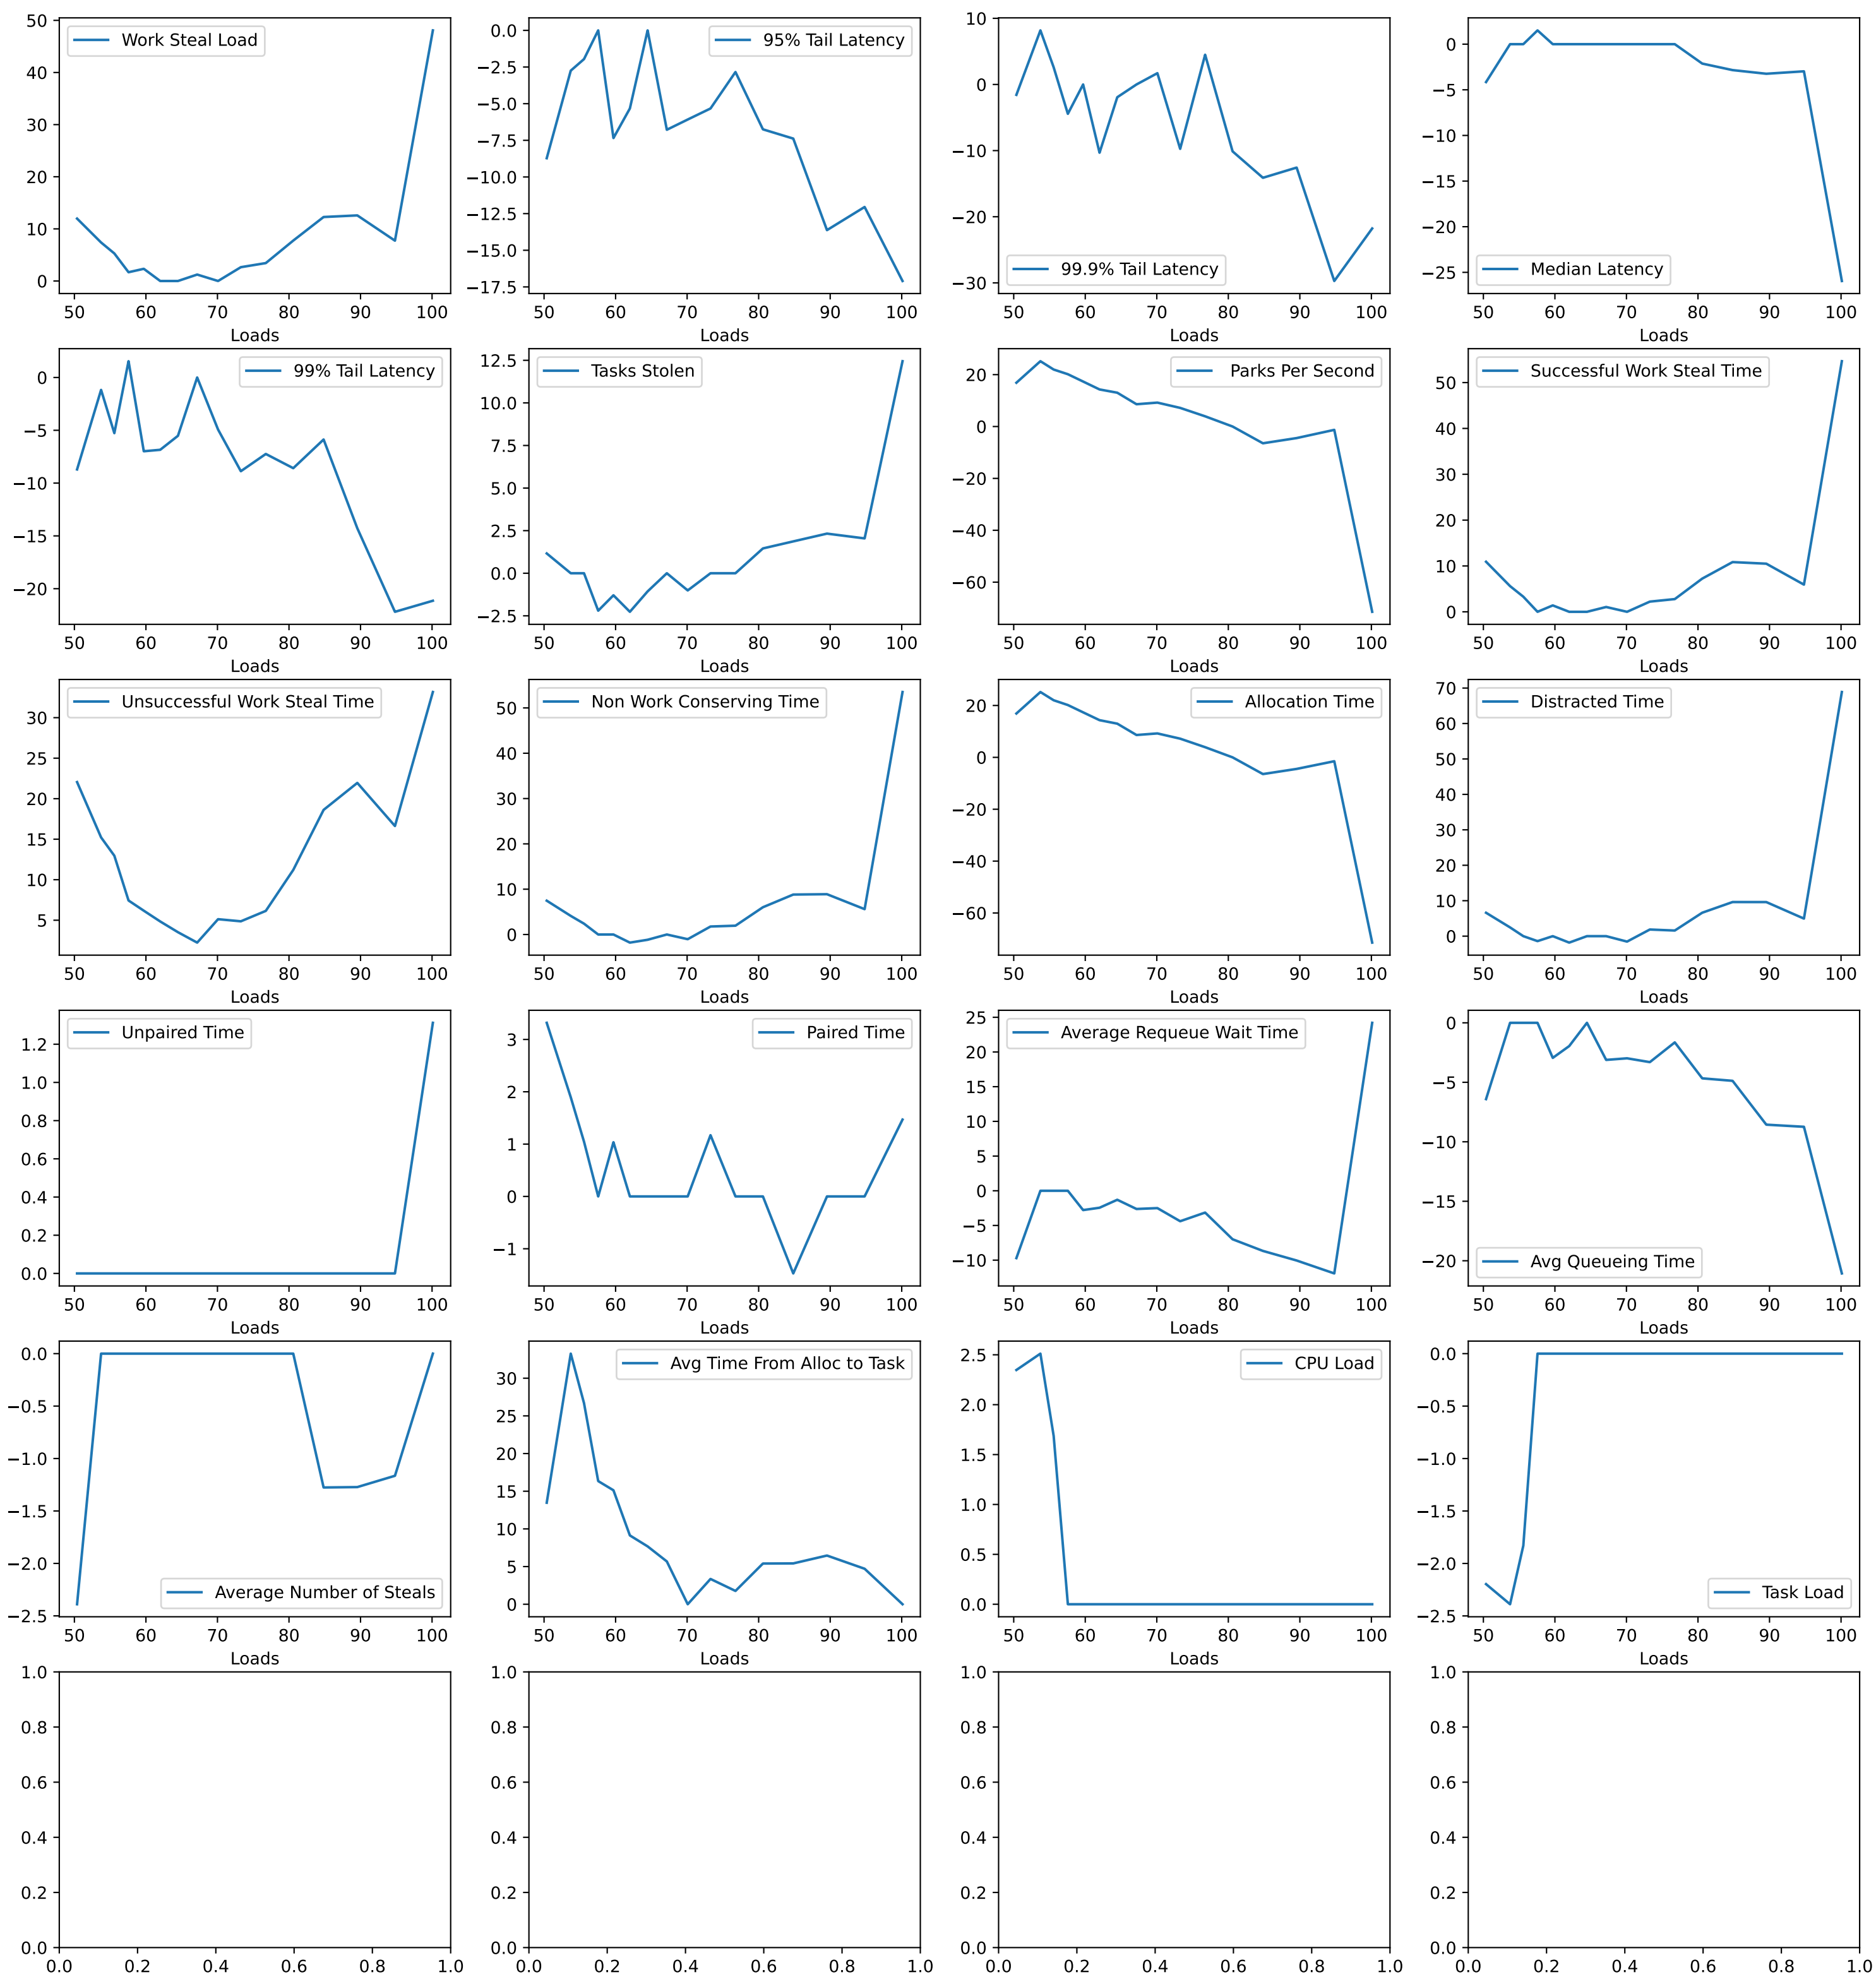 Work Steal Load
50
40
30
20
10
0
50 60 70 80 90 100
Loads
95% Tail Latency
0.0
−2.5
−5.0
−7.5
−10.0
−12.5
−15.0
−17.5
50 60 70 80 90 100
Loads
99.9% Tail Latency
10
0
−10
−20
−30
50 60 70 80 90 100
Loads
Median Latency
0
−5
−10
−15
−20
−25
50 60 70 80 90 100
Loads
99% Tail Latency
0
−5
−10
−15
−20
50 60 70 80 90 100
Loads
Tasks Stolen
12.5
10.0
7.5
5.0
2.5
0.0
−2.5
50 60 70 80 90 100
Loads
Parks Per Second
20
0
−20
−40
−60
50 60 70 80 90 100
Loads
Successful Work Steal Time
50
40
30
20
10
0
50 60 70 80 90 100
Loads
Unsuccessful Work Steal Time
30
25
20
15
10
5
50 60 70 80 90 100
Loads
Non Work Conserving Time
50
40
30
20
10
0
50 60 70 80 90 100
Loads
Allocation Time
20
0
−20
−40
−60
50 60 70 80 90 100
Loads
Distracted Time
70
60
50
40
30
20
10
0
50 60 70 80 90 100
Loads
Unpaired Time
1.2
1.0
0.8
0.6
0.4
0.2
0.0
50 60 70 80 90 100
Loads
Paired Time
3
2
1
0
−1
50 60 70 80 90 100
Loads
Average Requeue Wait Time
25
20
15
10
5
0
−5
−10
50 60 70 80 90 100
Loads
Avg Queueing Time
0
−5
−10
−15
−20
50 60 70 80 90 100
Loads
Average Number of Steals
0.0
−0.5
−1.0
−1.5
−2.0
−2.5
50 60 70 80 90 100
Loads
Avg Time From Alloc to Task
30
25
20
15
10
5
0
50 60 70 80 90 100
Loads
CPU Load
2.5
2.0
1.5
1.0
0.5
0.0
50 60 70 80 90 100
Loads
Task Load
0.0
−0.5
−1.0
−1.5
−2.0
−2.5
50 60 70 80 90 100
Loads
1.0
0.8
0.6
0.4
0.2
0.0
0.0 0.2 0.4 0.6 0.8 1.0
1.0
0.8
0.6
0.4
0.2
0.0
0.0 0.2 0.4 0.6 0.8 1.0
1.0
0.8
0.6
0.4
0.2
0.0
0.0 0.2 0.4 0.6 0.8 1.0
1.0
0.8
0.6
0.4
0.2
0.0
0.0 0.2 0.4 0.6 0.8 1.0